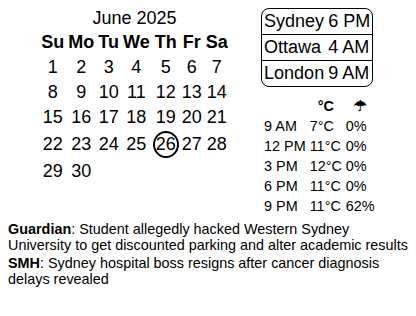 June 2025
Su Mo Tu We Th Fr Sa
1 2 3 4 5 6 7
8 9 10 11 12 13 14
15 16 17 18 19 20 21
22 23 24 25 26 27 28
29 30
Sydney 6 PM
Ottawa 4 AM
London 9 AM
°C ☂
9 AM 7°C 0%
12 PM 11°C 0%
3 PM 12°C 0%
6 PM 11°C 0%
9 PM 11°C 62%
Guardian: Student allegedly hacked Western Sydney
University to get discounted parking and alter academic results
SMH: Sydney hospital boss resigns after cancer diagnosis
delays revealed